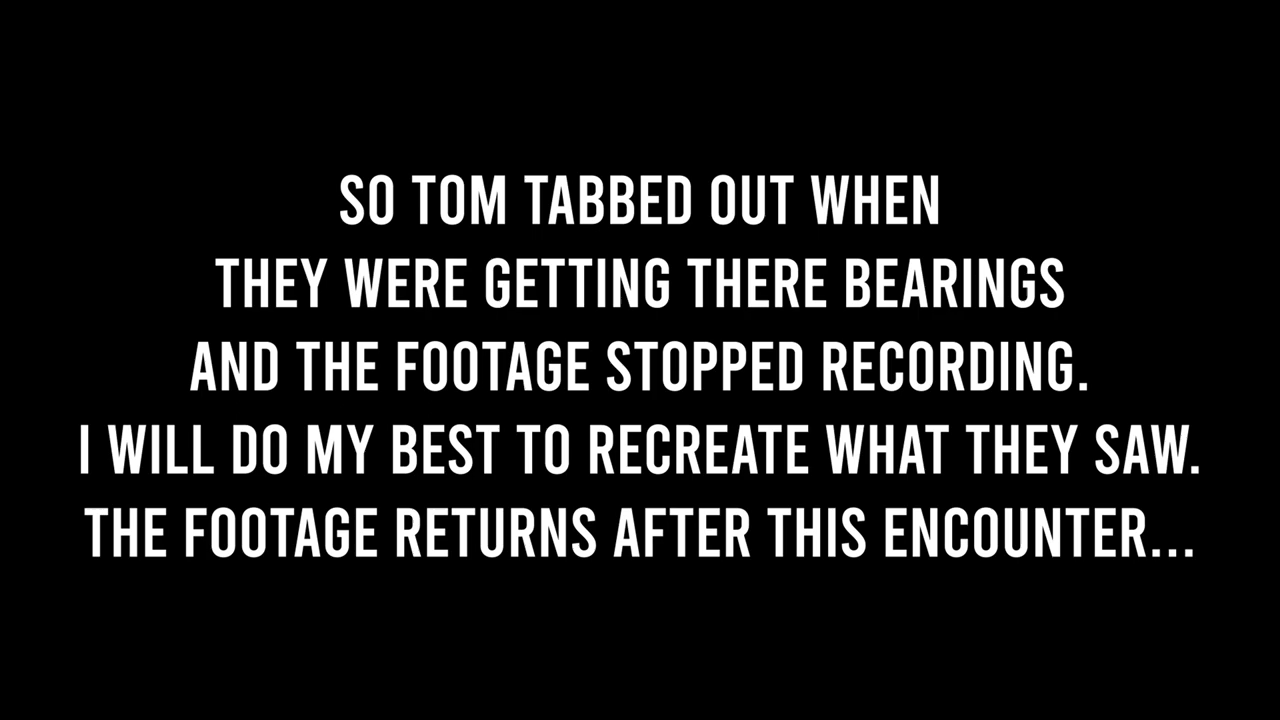 SO TOM TABBED OUT WHEN
THEY WERE GETTING THERE BEARINGS
AND THE FOOTAGE STOPPED RECORDING.
I WILL DO MY BEST TO RECREATE WHAT THEY SAW.
THE FOOTAGE RETURNS AFTER THIS ENCOUNTER...